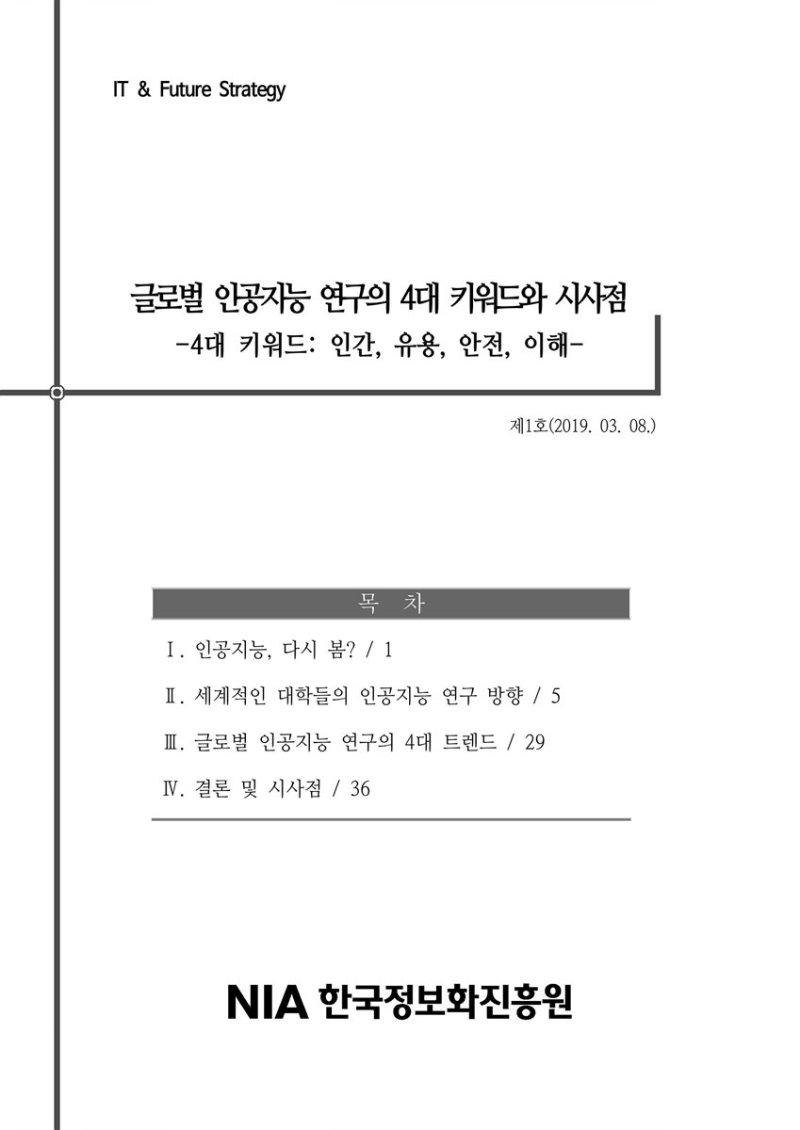 IT & Future Strategy
글로벌 인공지능 연구의 4대 키워드와 시사점
-4대 키워드: 인간, 유용, 안전, 이해-
제1호(2019. 03. 08.)
목 차
Ⅰ. 인공지능, 다시 봄? / 1
Ⅱ. 세계적인 대학들의 인공지능 연구 방향 / 5
Ⅲ. 글로벌 인공지능 연구의 4대 트렌드 / 29
Ⅳ. 결론 및 시사점 / 36
NIA 한국정보화진흥원